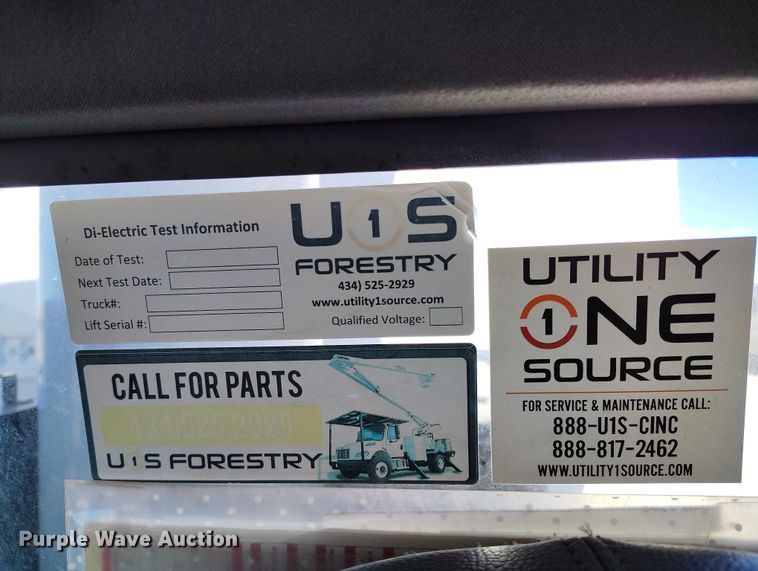 Di-Electric Test Information
Date of Test:
Next Test Date:
Truck#:
Lift Serial #:
U1S
FORESTRY
434) 525-2929
www.utility1source.com
Qualified Voltage:
CALL FOR PARTS
434.525.2929
U1S FORESTRY
UTILITY
1NE
SOURCE
FOR SERVICE & MAINTENANCE CALL:
888-U1S-CINC
888-817-2462
WWW.UTILITY1SOURCE.COM
Purple Wave Auction